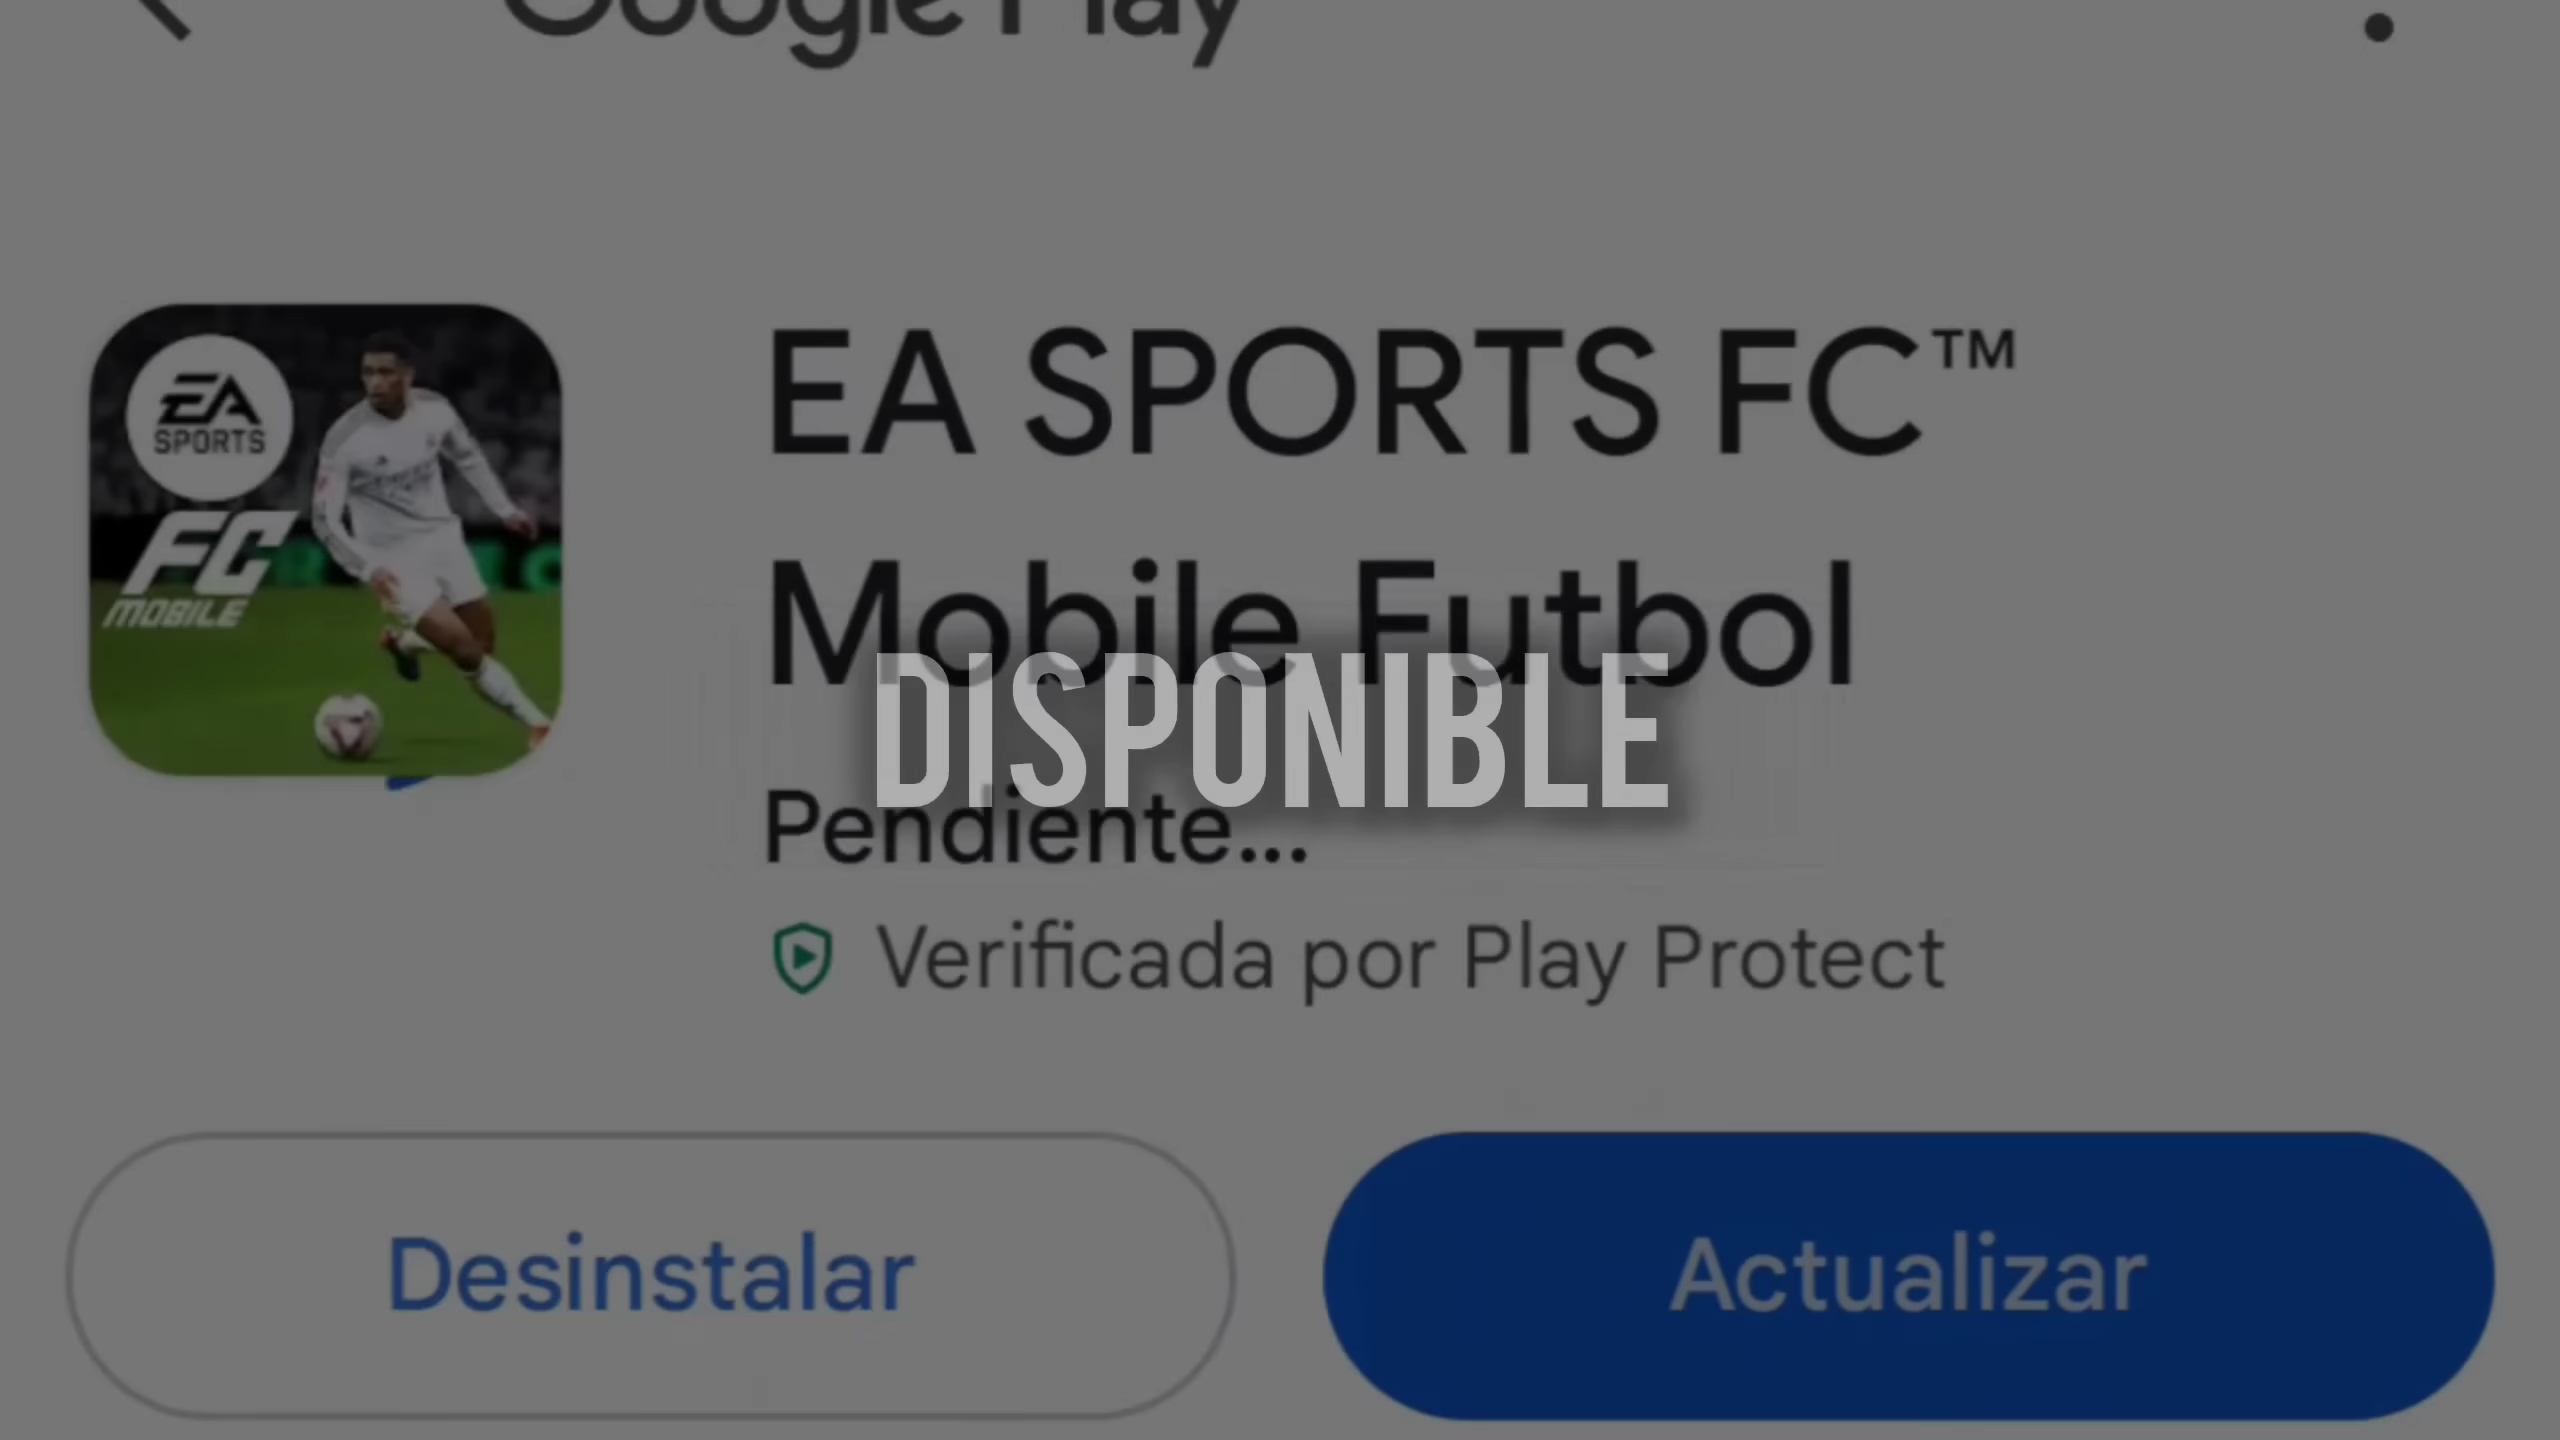 Google Play
EA
SPORTS
FC
MOBILE
EA SPORTS FC™
Mobile Futbol
DISPONIBLE
Pendiente...
Verificada por Play Protect
Desinstalar
Actualizar